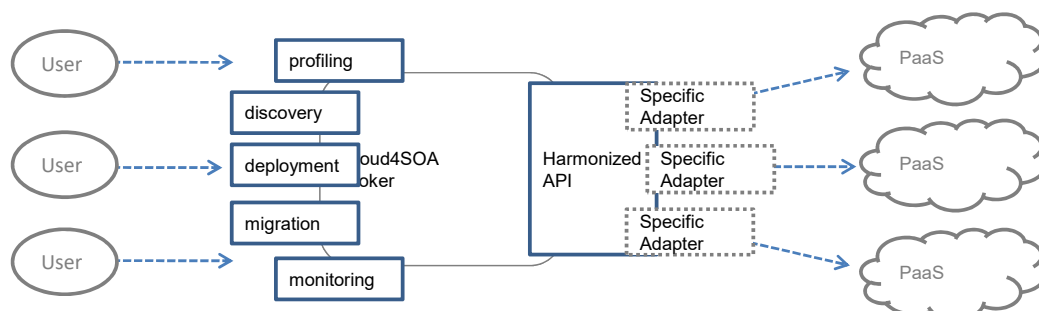 User
User
User
profiling
discovery
deployment
migration
monitoring
oud4SOA
oker
Harmonized
API
Specific
Adapter
Specific
Adapter
Specific
Adapter
PaaS
PaaS
PaaS